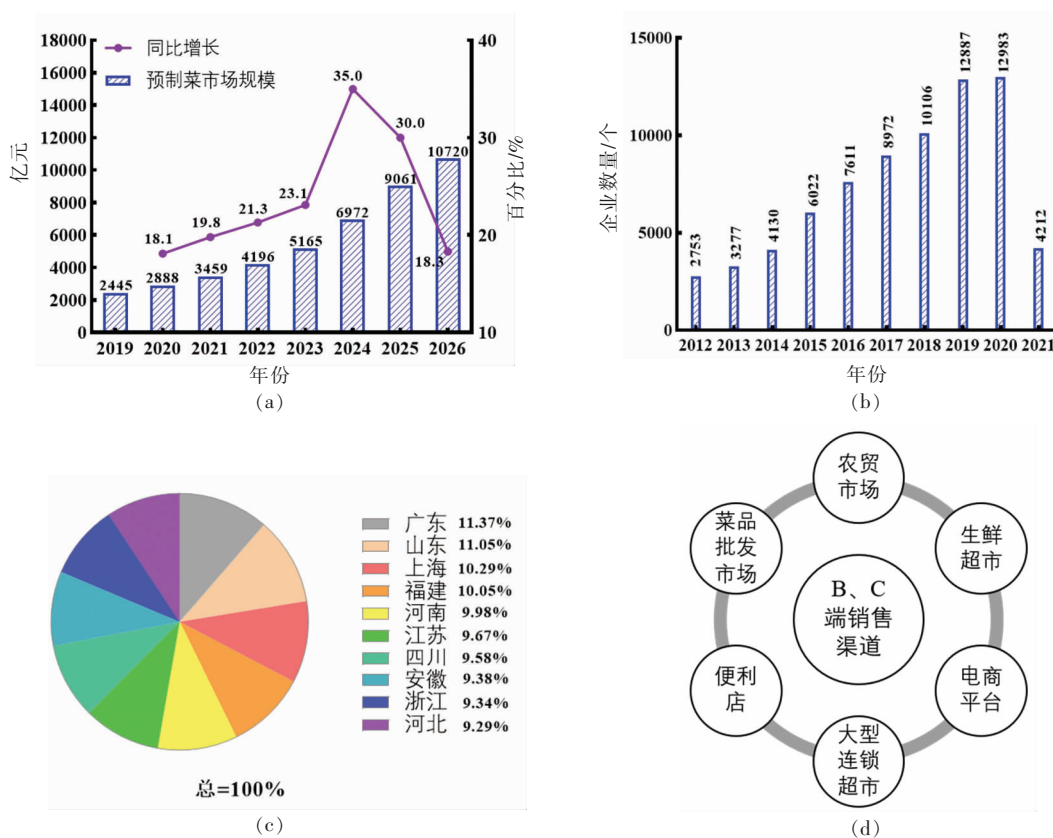 亿元
18000
16000
14000
12000
10000
8000
6000
4000
2000
0
同比增长
预制菜市场规模
40
30
20
10
百分比/%
18.1
19.8
21.3
23.1
35.0
30.0
18.3
2445
2888
3459
4196
5165
6972
9061
10720
2019 2020 2021 2022 2023 2024 2025 2026
年份
(a)
企业数量/个
15000
10000
5000
0
2753
3277
4130
6022
7611
8972
10106
12887
12983
4212
2012 2013 2014 2015 2016 2017 2018 2019 2020 2021
年份
(b)
广东 11.37%
山东 11.05%
上海 10.29%
福建 10.05%
河南 9.98%
江苏 9.67%
四川 9.58%
安徽 9.38%
浙江 9.34%
河北 9.29%
总=100%
(c)
农贸
市场
生鲜
超市
电商
平台
大型
连锁
超市
便利
店
菜品
批发
市场
B、C
端销售
渠道
(d)